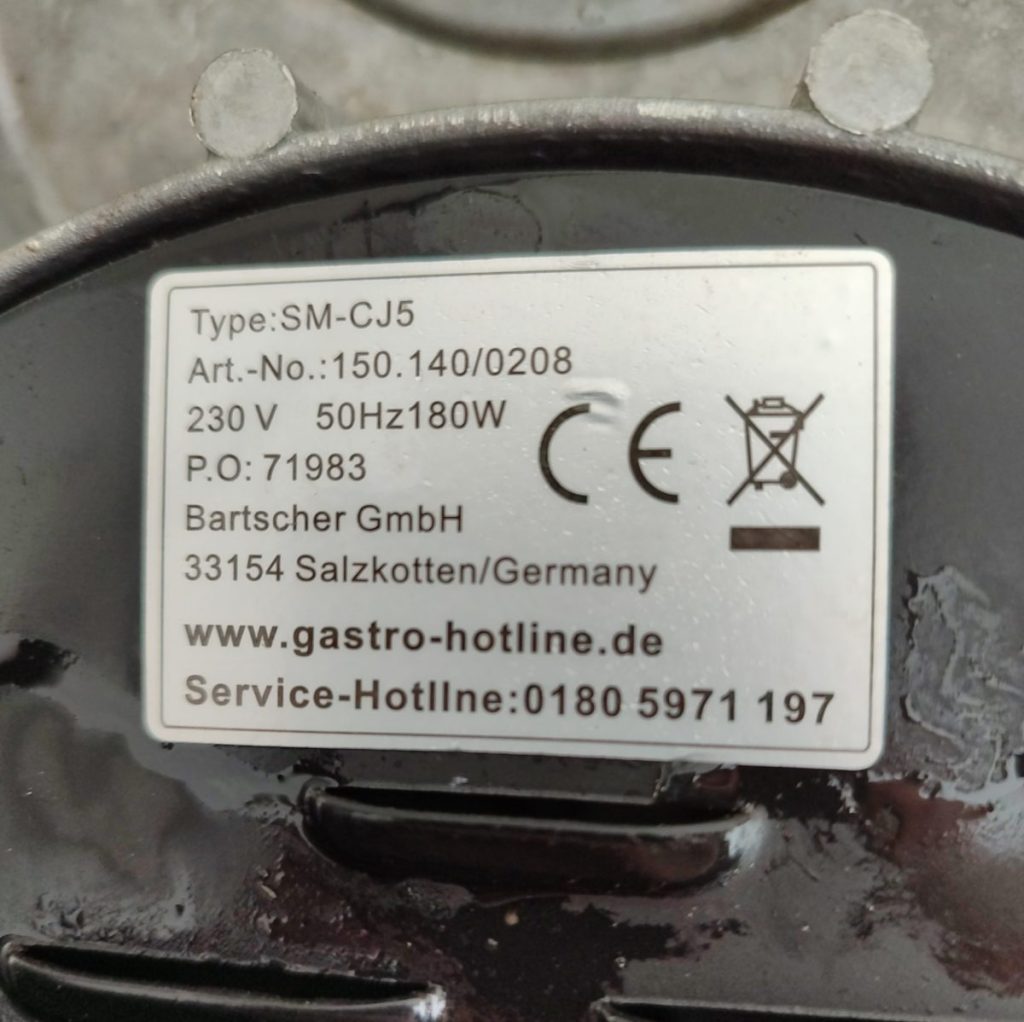 Type:SM-CJ5
Art.-No.:150.140/0208
230 V 50Hz180W
P.O: 71983
Bartscher GmbH
33154 Salzkotten/Germany
CE
www.gastro-hotline.de
Service-Hotllne:0180 5971 197